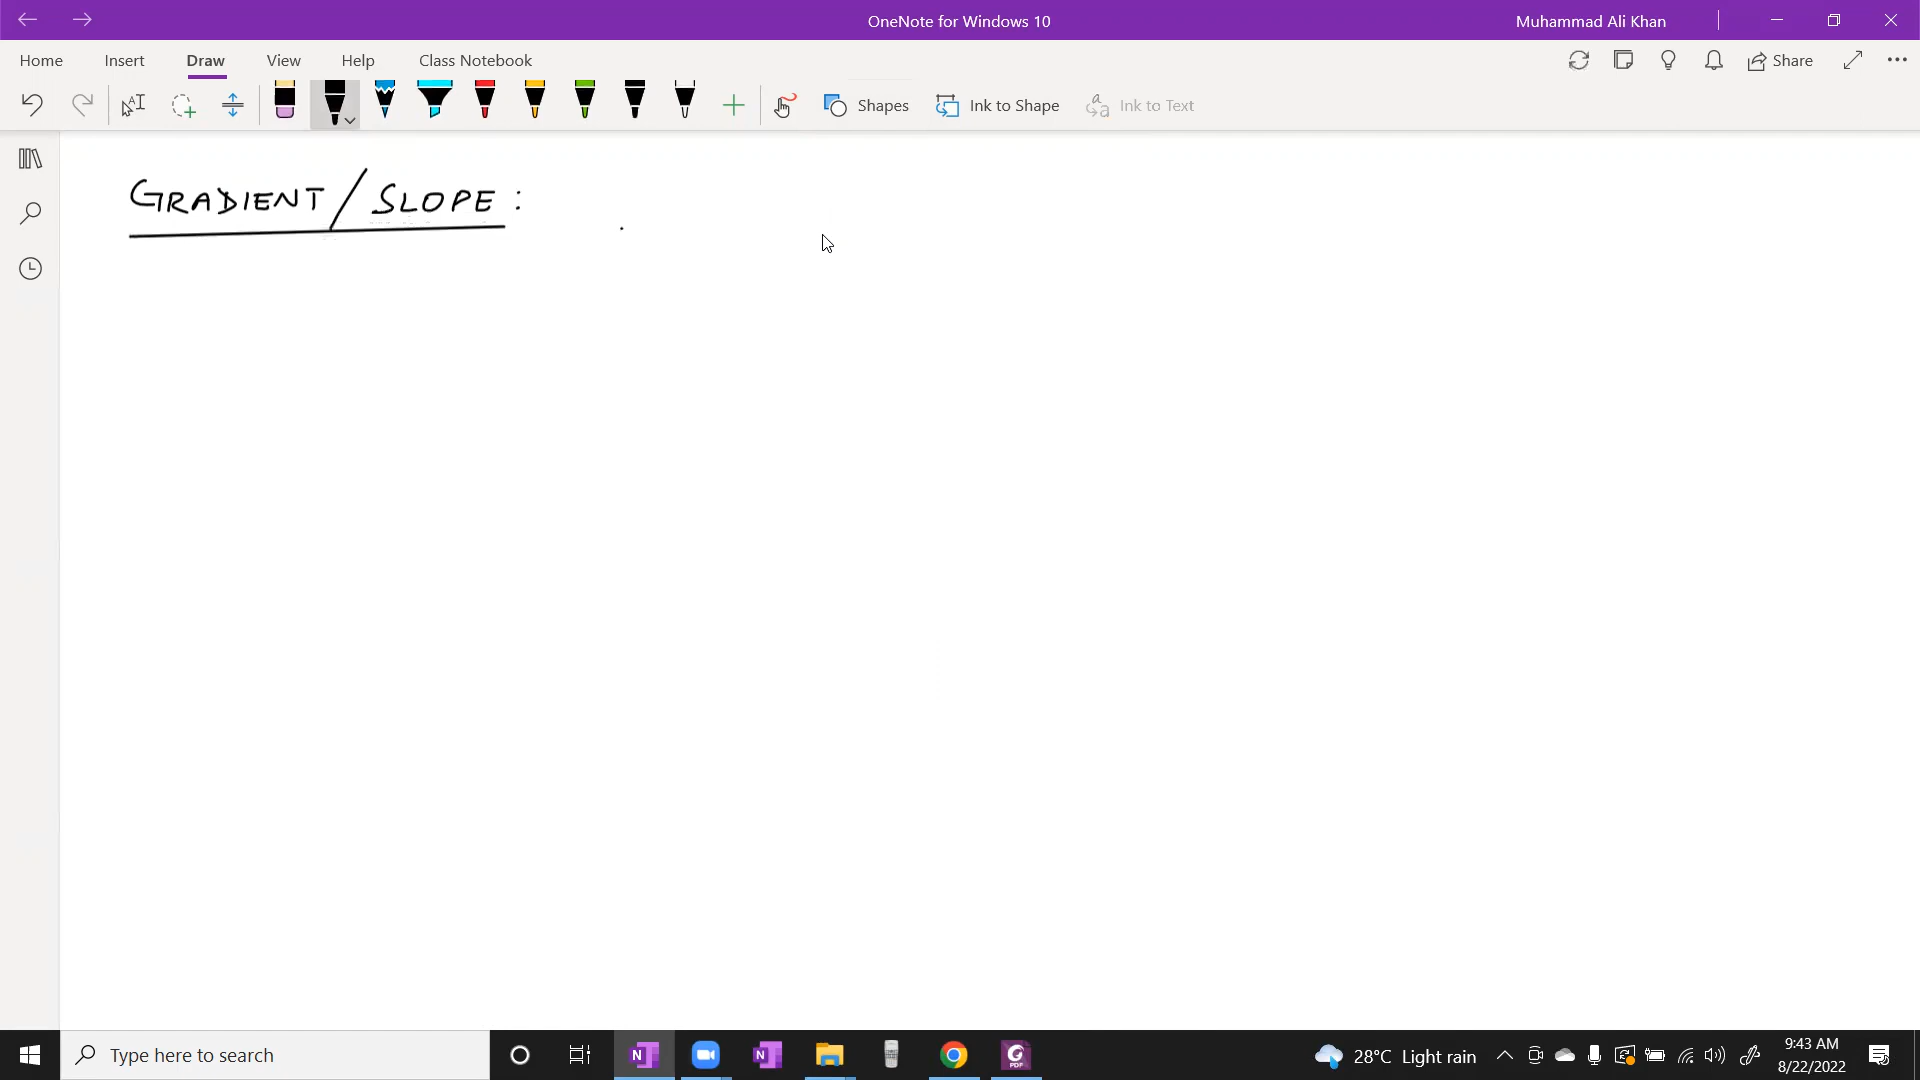 OneNote for Windows 10
Muhammad Ali Khan
Home Insert Draw View Help Class Notebook Share
Shapes Ink to Shape Ink to Text
GRADIENT / SLOPE :
Type here to search
28°C Light rain
9:43 AM
8/22/2022